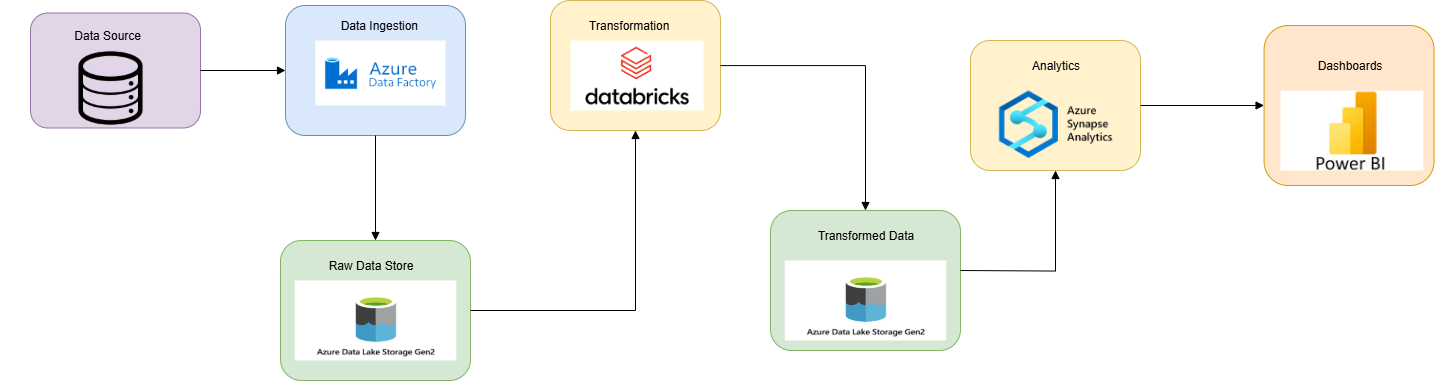 Data Source
Data Ingestion
Azure
Data Factory
Raw Data Store
Azure Data Lake Storage Gen2
Transformation
databricks
Transformed Data
Azure Data Lake Storage Gen2
Analytics
Azure
Synapse
Analytics
Dashboards
Power BI